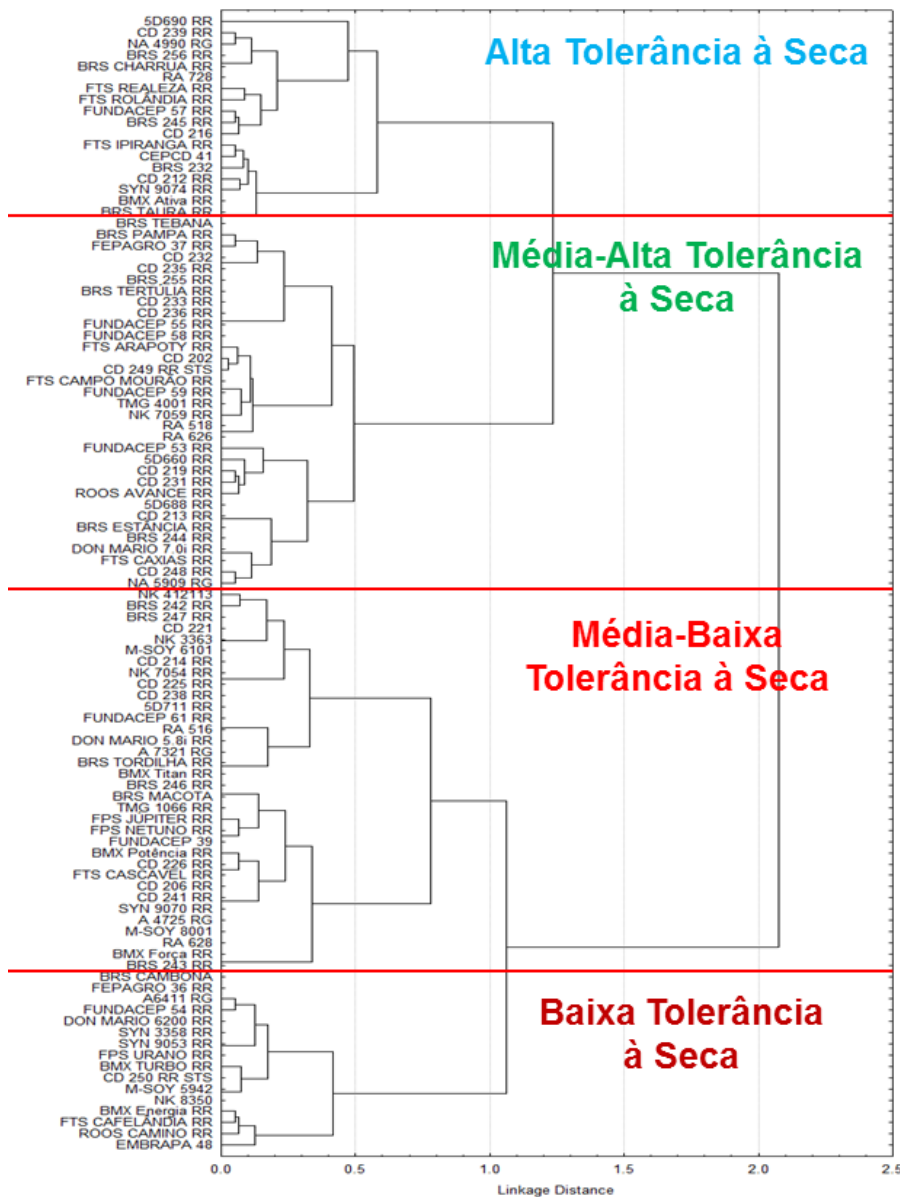 5D690 RR
CD 239 RR
Alta Tolerância à Seca
NA 4990 RG
BRS 256 RR
BRS CHARRUA RR
RA 728
FTS REALEZA RR
FTS ROLÂNDIA RR
FUNDACEP 57 RR
BRS 245 RR
CD 216
FTS IPIRANGA RR
CEPCD 41
BRS 232
CD 212 RR
SYN 9074 RR
BMX Ativa RR
BRS TAURA RR
BRS TEBANA
BRS PAMPA RR
FEPAGRO 37 RR
Média-Alta Tolerância
à Seca
CD 232
CD 235 RR
BRS 255 RR
BRS TERTÚLIA RR
CD 233 RR
CD 236 RR
FUNDACEP 55 RR
FUNDACEP 58 RR
FTS ARAPOTY RR
CD 202
CD 249 RR STS
FTS CAMPO MOURÃO RR
FUNDACEP 59 RR
TMG 4001 RR
NK 7059 RR
RA 518
RA 626
FUNDACEP 53 RR
5D660 RR
CD 219 RR
CD 231 RR
ROOS AVANCE RR
5D688 RR
CD 213 RR
BRS ESTÂNCIA RR
BRS 244 RR
DON MARIO 7.0i RR
FTS CAXIAS RR
CD 248 RR
NA 5909 RG
NK 412113
BRS 242 RR
BRS 247 RR
CD 221
NK 3363
Média-Baixa
Tolerância à Seca
M-SOY 6101
CD 214 RR
NK 7054 RR
CD 225 RR
CD 238 RR
5D711 RR
FUNDACEP 61 RR
RA 516
DON MARIO 5.8i RR
A 7321 RG
BRS TORDILHA RR
BMX Titan RR
BRS 246 RR
BRS MACOTA
TMG 1066 RR
FPS JÚPITER RR
FPS NETUNO RR
FUNDACEP 39
BMX Potência RR
CD 226 RR
FTS CASCAVEL RR
CD 206 RR
CD 241 RR
SYN 9070 RR
A 4725 RG
M-SOY 8001
RA 628
BMX Força RR
BRS 243 RR
BRS CAMBONA
FEPAGRO 36 RR
A6411 RG
FUNDACEP 54 RR
Baixa Tolerância
à Seca
DON MARIO 6200 RR
SYN 3358 RR
SYN 9053 RR
FPS URANO RR
BMX TURBO RR
CD 250 RR STS
M-SOY 5942
NK 8350
BMX Energia RR
FTS CAFELÂNDIA RR
ROOS CAMINO RR
EMBRAPA 48
0.0 0.5 1.0 1.5 2.0 2.5
Linkage Distance